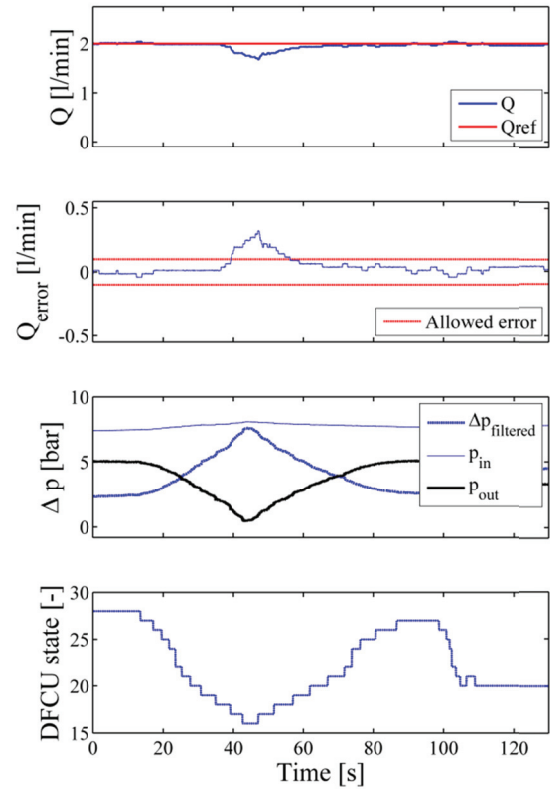 Q [l/min]
2
1
0
Q
Qref
Q_error [l/min]
0.5
0
-0.5
Allowed error
Δ p [bar]
10
5
0
Δp_filtered
p_in
p_out
DFCU state [-]
30
25
20
15
0 20 40 60 80 100 120
Time [s]